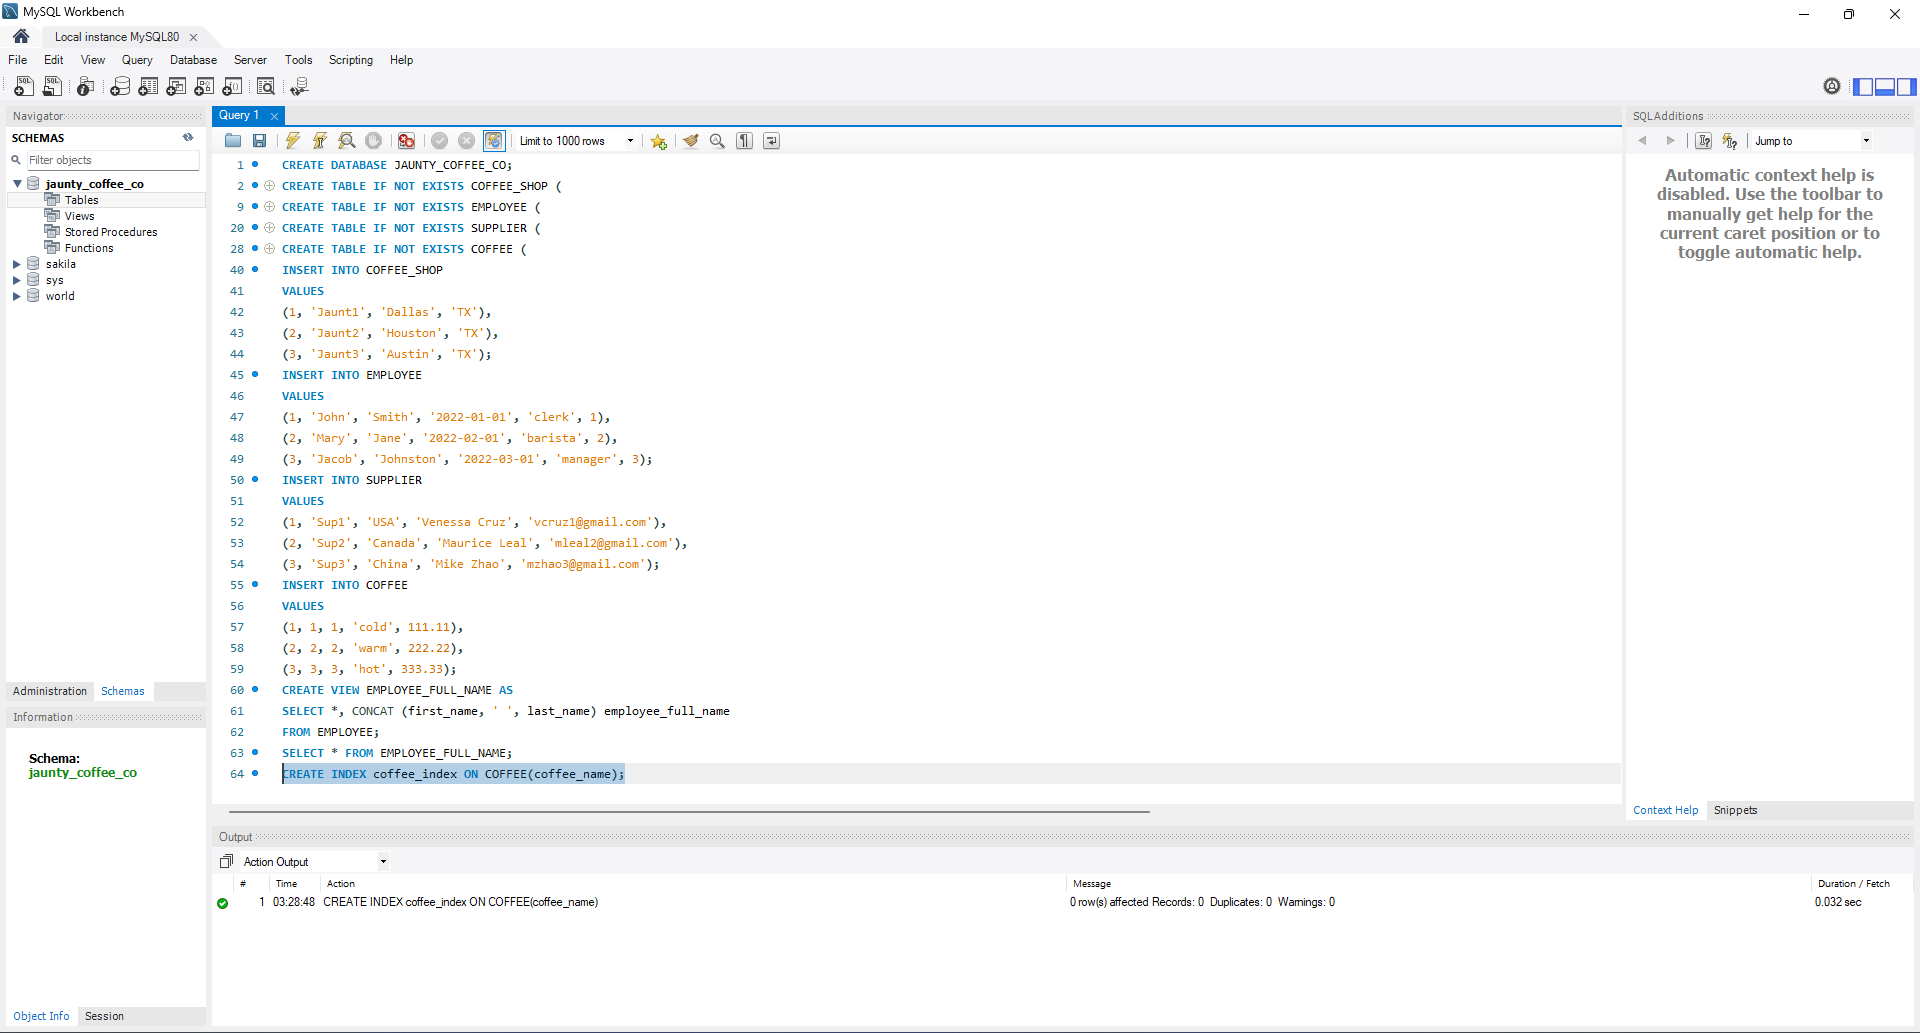 MySQL Workbench
Local instance MySQL80
File Edit View Query Database Server Tools Scripting Help
Navigator
SCHEMAS
Filter objects
jaunty_coffee_co
Tables
Views
Stored Procedures
Functions
sakila
sys
world
Administration Schemas
Information
Schema:
jaunty_coffee_co
Object Info Session
Query 1
Limit to 1000 rows
1 CREATE DATABASE JAUNTY_COFFEE_CO;
2 CREATE TABLE IF NOT EXISTS COFFEE_SHOP (
9 CREATE TABLE IF NOT EXISTS EMPLOYEE (
20 CREATE TABLE IF NOT EXISTS SUPPLIER (
28 CREATE TABLE IF NOT EXISTS COFFEE (
40 INSERT INTO COFFEE_SHOP
41 VALUES
42 (1, 'Jaunt1', 'Dallas', 'TX'),
43 (2, 'Jaunt2', 'Houston', 'TX'),
44 (3, 'Jaunt3', 'Austin', 'TX');
45 INSERT INTO EMPLOYEE
46 VALUES
47 (1, 'John', 'Smith', '2022-01-01', 'clerk', 1),
48 (2, 'Mary', 'Jane', '2022-02-01', 'barista', 2),
49 (3, 'Jacob', 'Johnston', '2022-03-01', 'manager', 3);
50 INSERT INTO SUPPLIER
51 VALUES
52 (1, 'Sup1', 'USA', 'Venessa Cruz', 'vcruz1@gmail.com'),
53 (2, 'Sup2', 'Canada', 'Maurice Leal', 'mleal2@gmail.com'),
54 (3, 'Sup3', 'China', 'Mike Zhao', 'mzhao3@gmail.com');
55 INSERT INTO COFFEE
56 VALUES
57 (1, 1, 1, 'cold', 111.11),
58 (2, 2, 2, 'warm', 222.22),
59 (3, 3, 3, 'hot', 333.33);
60 CREATE VIEW EMPLOYEE_FULL_NAME AS
61 SELECT *, CONCAT (first_name, ' ', last_name) employee_full_name
62 FROM EMPLOYEE;
63 SELECT * FROM EMPLOYEE_FULL_NAME;
64 CREATE INDEX coffee_index ON COFFEE(coffee_name);
SQLAdditions
Jump to
Automatic context help is
disabled. Use the toolbar to
manually get help for the
current caret position or to
toggle automatic help.
Context Help Snippets
Output
Action Output
# Time Action Message Duration / Fetch
1 03:28:48 CREATE INDEX coffee_index ON COFFEE(coffee_name) 0 row(s) affected Records: 0 Duplicates: 0 Warnings: 0 0.032 sec